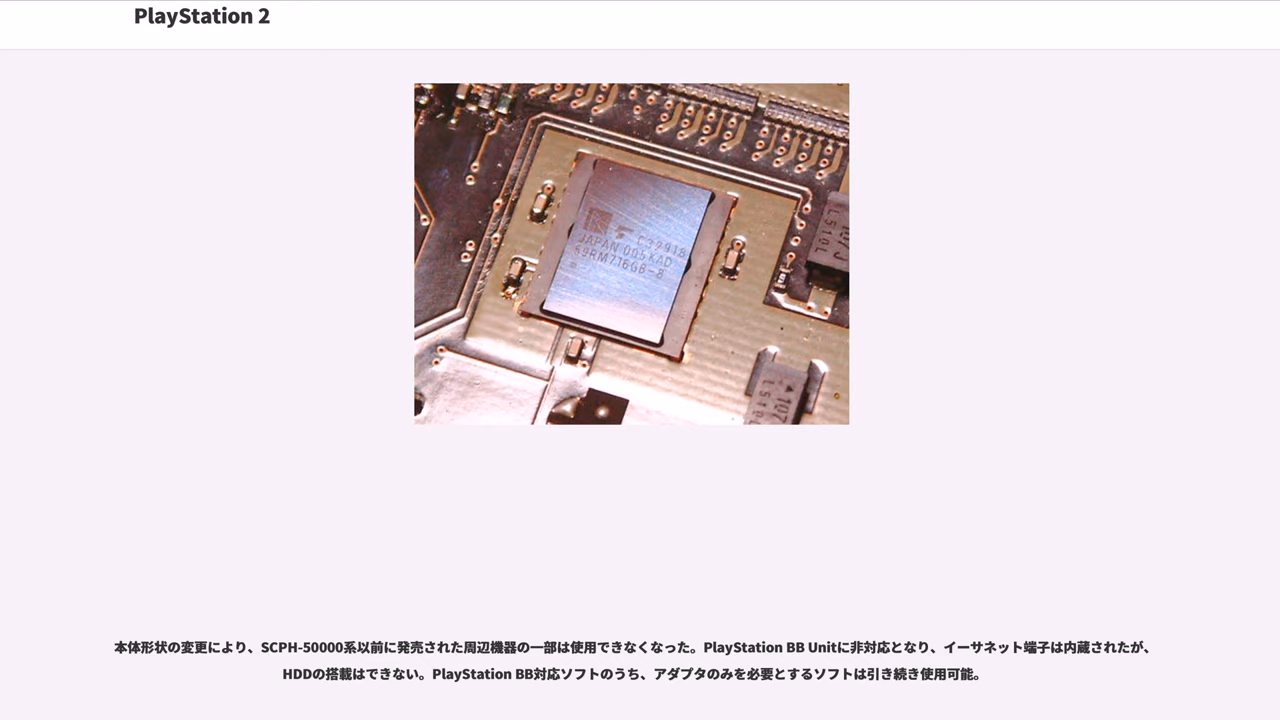 PlayStation 2
C39918
JAPAN 005KAD
69RM716GB-B
107
L510L
107
L510L
本体形状の変更により、SCPH-50000系以前に発売された周辺機器の一部は使用できなくなった。PlayStation BB Unitに非対応となり、イーサネット端子は内蔵されたが、
HDDの搭載はできない。PlayStation BB対応ソフトのうち、アダプタのみを必要とするソフトは引き続き使用可能。